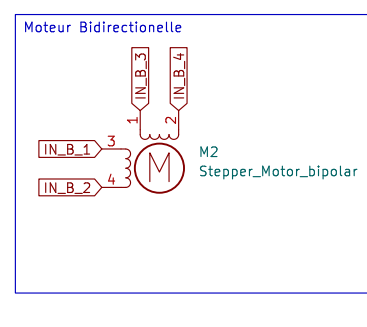 Moteur Bidirectionelle
IN_B_3
IN_B_4
1
2
IN_B_1
3
IN_B_2
4
M
M2
Stepper_Motor_bipolar